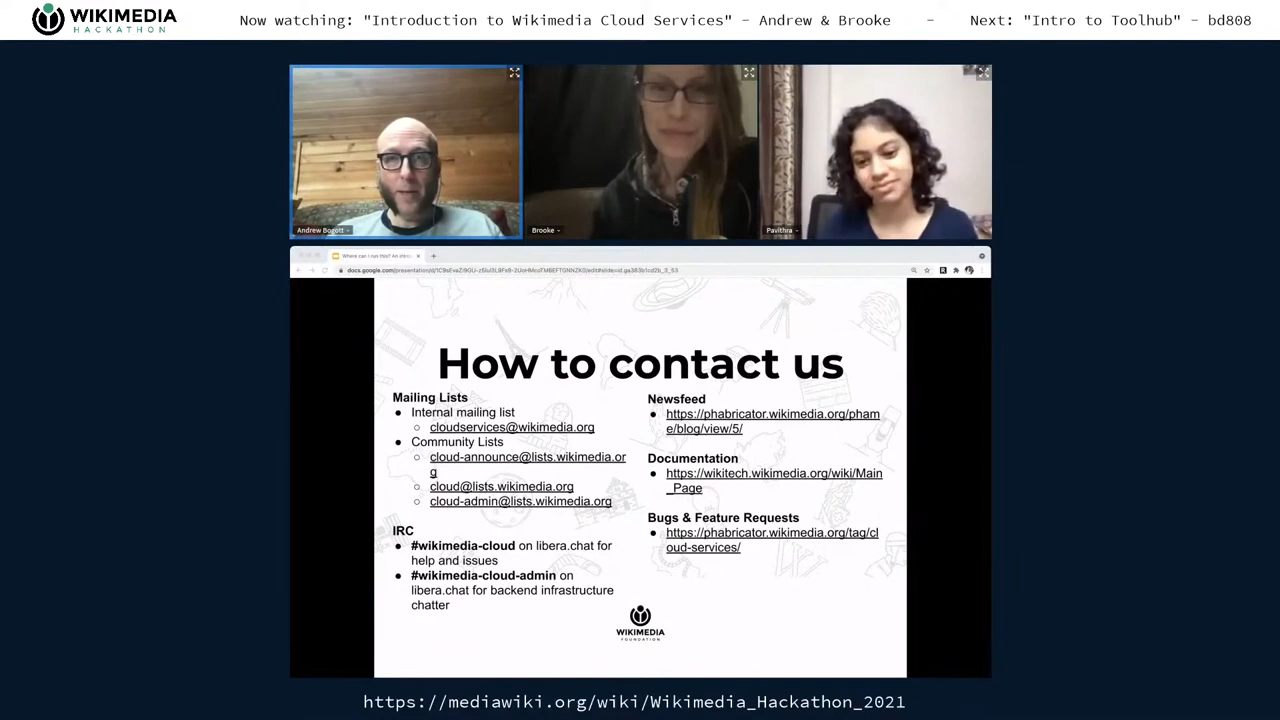 WIKIMEDIA
HACKATHON
Now watching: "Introduction to Wikimedia Cloud Services" - Andrew & Brooke - Next: "Intro to Toolhub" - bd808
Andrew Bogott
Brooke
Pavithra
Where can I run this? An
How to contact us
Mailing Lists
● Internal mailing list
○ cloudservices@wikimedia.org
● Community Lists
○ cloud-announce@lists.wikimedia.or
g
○ cloud@lists.wikimedia.org
○ cloud-admin@lists.wikimedia.org
IRC
● #wikimedia-cloud on libera.chat for
help and issues
● #wikimedia-cloud-admin on
libera.chat for backend infrastructure
chatter
Newsfeed
● https://phabricator.wikimedia.org/pham
e/blog/view/5/
Documentation
● https://wikitech.wikimedia.org/wiki/Main
_Page
Bugs & Feature Requests
● https://phabricator.wikimedia.org/tag/cl
oud-services/
WIKIMEDIA
FOUNDATION
https://mediawiki.org/wiki/Wikimedia_Hackathon_2021